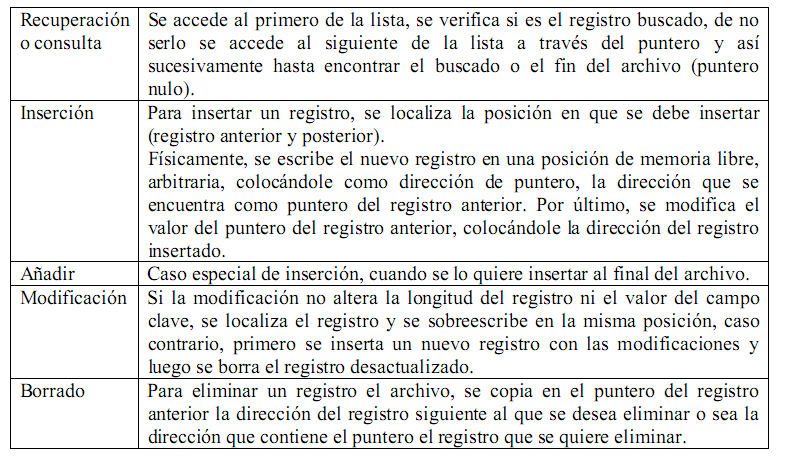 Recuperación o consulta
Se accede al primero de la lista, se verifica si es el registro buscado, de no
serlo se accede al siguiente de la lista a través del puntero y así
sucesivamente hasta encontrar el buscado o el fin del archivo (puntero
nulo).
Inserción
Para insertar un registro, se localiza la posición en que se debe insertar
(registro anterior y posterior).
Físicamente, se escribe el nuevo registro en una posición de memoria libre,
arbitraria, colocándole como dirección de puntero, la dirección que se
encuentra como puntero del registro anterior. Por último, se modifica el
valor del puntero del registro anterior, colocándole la dirección del registro
insertado.
Añadir
Caso especial de inserción, cuando se lo quiere insertar al final del archivo.
Modificación
Si la modificación no altera la longitud del registro ni el valor del campo
clave, se localiza el registro y se sobreescribe en la misma posición, caso
contrario, primero se inserta un nuevo registro con las modificaciones y
luego se borra el registro desactualizado.
Borrado
Para eliminar un registro el archivo, se copia en el puntero del registro
anterior la dirección del registro siguiente al que se desea eliminar o sea la
dirección que contiene el puntero el registro que se quiere eliminar.